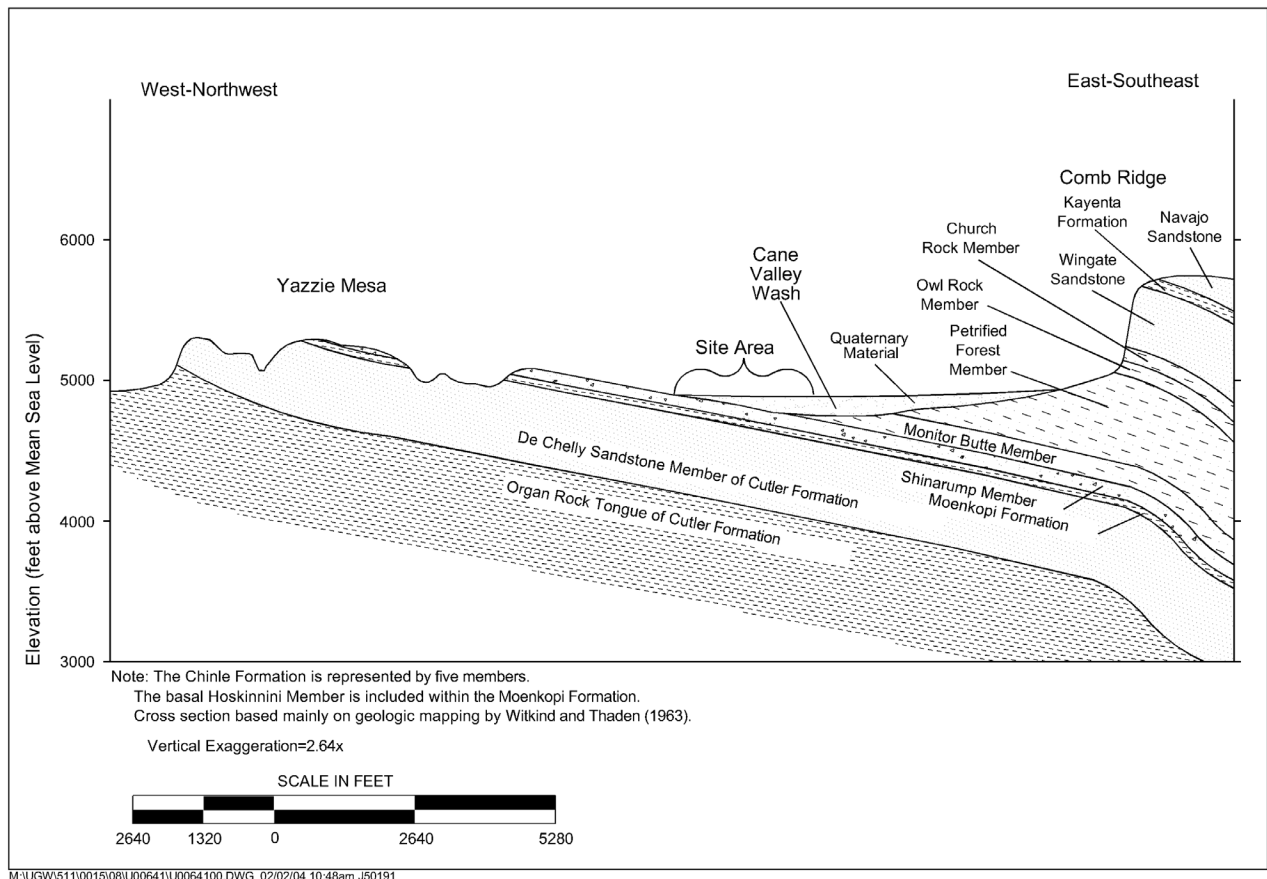 West-Northwest
East-Southeast
Comb Ridge
Kayenta
Formation
Navajo
Sandstone
Church
Rock Member
Wingate
Sandstone
Owl Rock
Member
Petrified
Forest
Member
Cane
Valley
Wash
Quaternary
Material
Site Area
Yazzie Mesa
6000
5000
4000
3000
Elevation (feet above Mean Sea Level)
Monitor Butte Member
De Chelly Sandstone Member of Cutler Formation
Shinarump Member
Moenkopi Formation
Organ Rock Tongue of Cutler Formation
Note: The Chinle Formation is represented by five members.
The basal Hoskinnini Member is included within the Moenkopi Formation.
Cross section based mainly on geologic mapping by Witkind and Thaden (1963).
Vertical Exaggeration=2.64x
SCALE IN FEET
2640 1320 0 2640 5280
M:\UGW\511\0015\08\U00641\U0064100.DWG 02/02/04 10:48am J50191